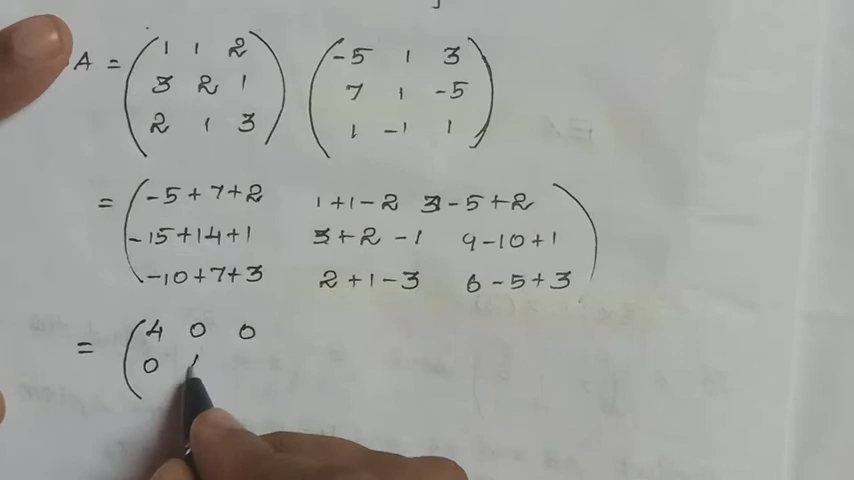 A = ( 1 1 2 ) ( -5 1 3 )
3 2 1 7 1 -5
2 1 3 1 -1 1
= ( -5+7+2 1+1-2 3-5+2 )
-15+14+1 3+2-1 9-10+1
-10+7+3 2+1-3 6-5+3
= ( 4 0 0
0